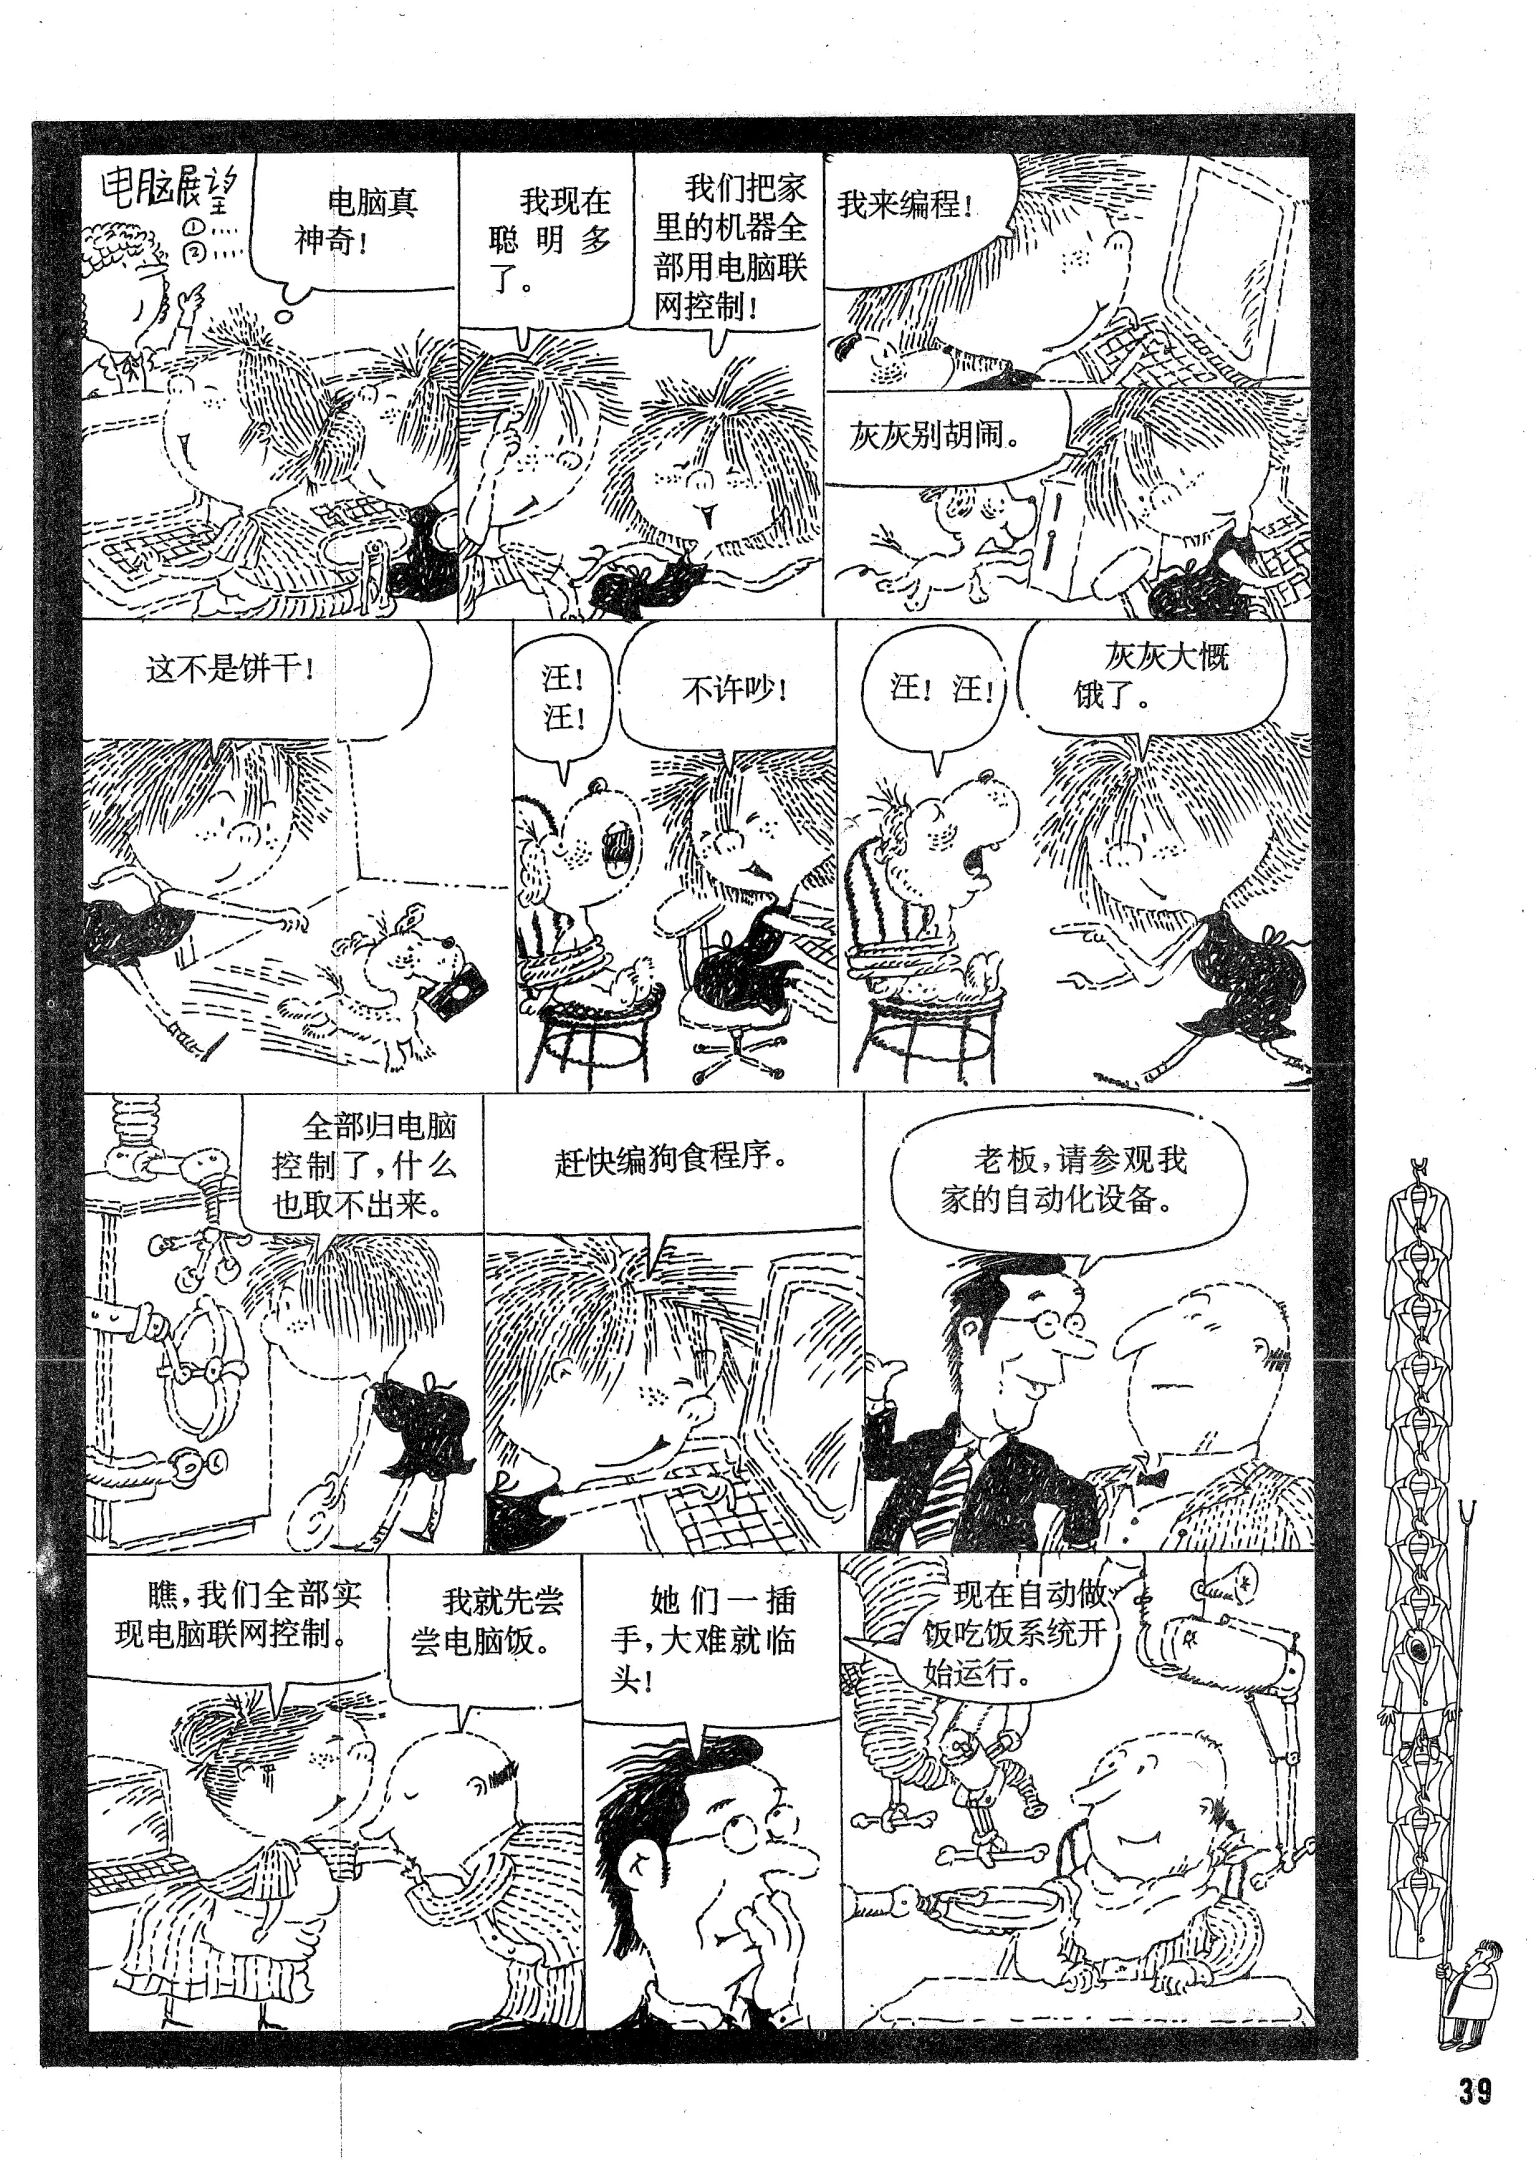 电脑展望
①····
②····
电脑真
神奇！
我现在
聪明多
了。
我们把家
里的机器全
部用电脑联
网控制！
我来编程！
灰灰别胡闹。
这不是饼干！
汪！
汪！
不许吵！
汪！汪！
灰灰大慨
饿了。
全部归电脑
控制了，什么
也取不出来。
赶快编狗食程序。
老板，请参观我
家的自动化设备。
瞧，我们全部实
现电脑联网控制。
我就先尝
尝电脑饭。
她们一插
手，大难就临
头！
现在自动做
饭吃饭系统开
始运行。
39